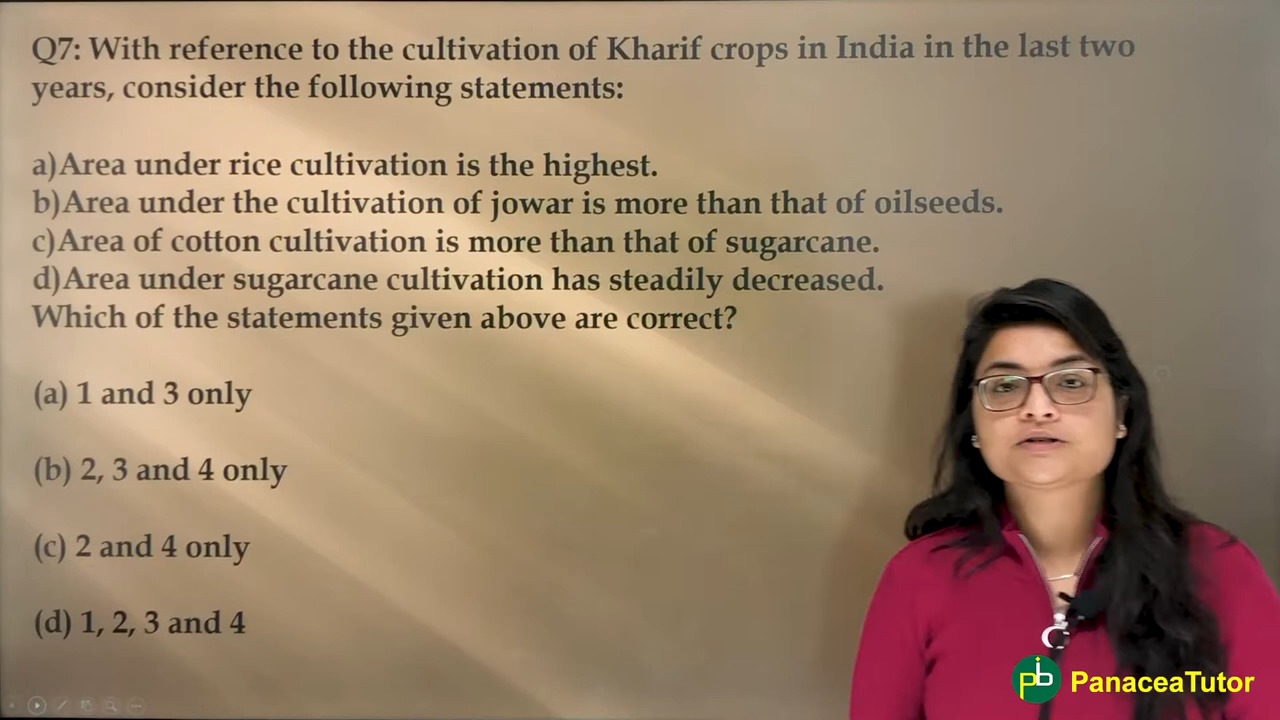 Q7: With reference to the cultivation of Kharif crops in India in the last two
years, consider the following statements:
a)Area under rice cultivation is the highest.
b)Area under the cultivation of jowar is more than that of oilseeds.
c)Area of cotton cultivation is more than that of sugarcane.
d)Area under sugarcane cultivation has steadily decreased.
Which of the statements given above are correct?
(a) 1 and 3 only
(b) 2, 3 and 4 only
(c) 2 and 4 only
(d) 1, 2, 3 and 4
pb PanaceaTutor